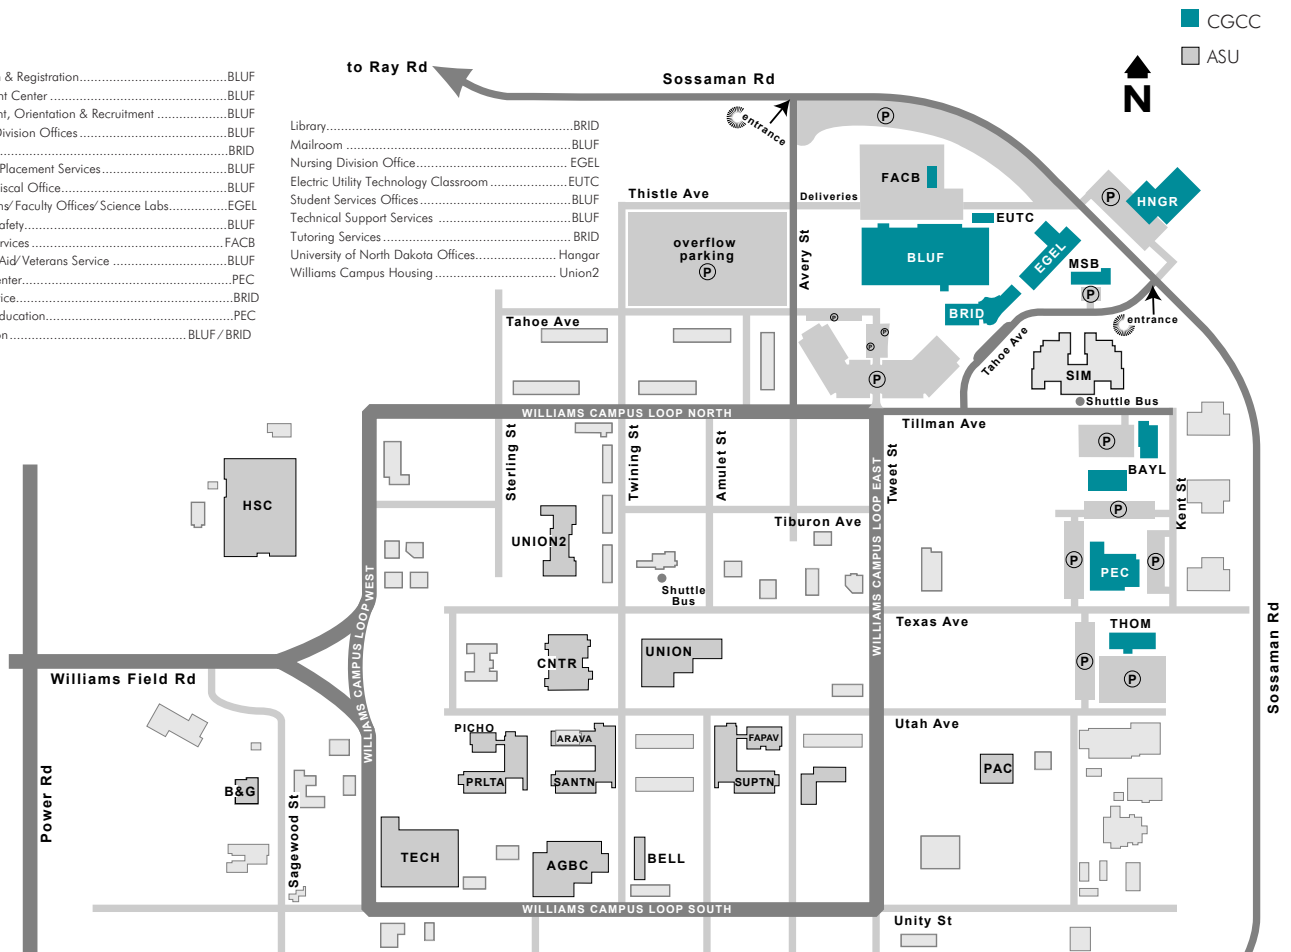 CGCC
ASU
N
to Ray Rd
Sossaman Rd
entrance
& Registration BLUF
nt Center BLUF
nt, Orientation & Recruitment BLUF
Division Offices BLUF
BRID
Placement Services BLUF
iscal Office BLUF
ns/ Faculty Offices/ Science Labs EGEL
afety BLUF
rvices FACB
Aid/ Veterans Service BLUF
enter PEC
ice BRID
ducation PEC
on BLUF / BRID
Library BRID
Mailroom BLUF
Nursing Division Office EGEL
Electric Utility Technology Classroom EUTC
Student Services Offices BLUF
Technical Support Services BLUF
Tutoring Services BRID
University of North Dakota Offices Hangar
Williams Campus Housing Union2
P
FACB
P
HNGR
Thistle Ave
Deliveries
EUTC
overflow
parking
P
Avery St
BLUF
EGEL
MSB
P
BRID
entrance
Tahoe Ave
P
P
P
P
Tahoe Ave
SIM
Shuttle Bus
WILLIAMS CAMPUS LOOP NORTH
Tillman Ave
Sterling St
Twining St
Amulet St
Tweet St
P
BAYL
Kent St
HSC
UNION2
Tiburon Ave
P
WILLIAMS CAMPUS LOOP EAST
P
PEC
P
Shuttle
Bus
WILLIAMS CAMPUS LOOP WEST
Texas Ave
THOM
Sossaman Rd
CNTR
UNION
P
P
Williams Field Rd
Utah Ave
PICHO
ARAVA
FAPAV
PRLTA
SANTN
SUPTN
PAC
B&G
Power Rd
Sagewood St
TECH
AGBC
BELL
WILLIAMS CAMPUS LOOP SOUTH
Unity St